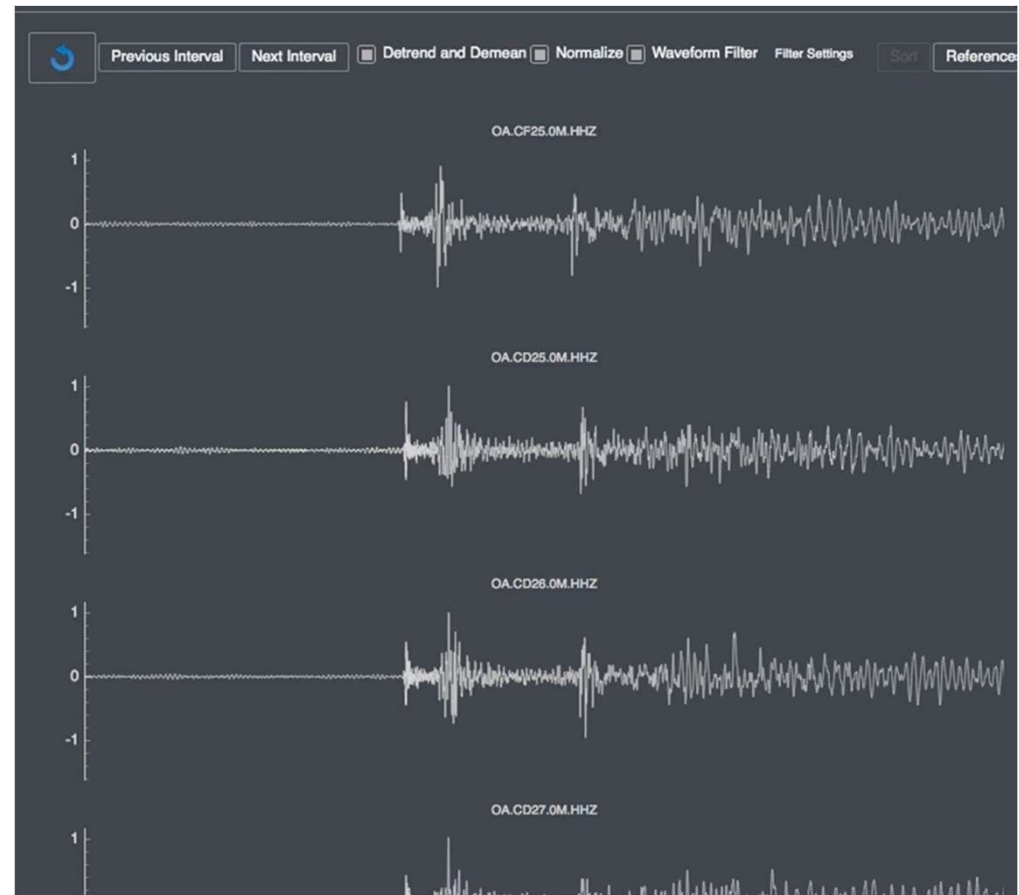 Previous Interval Next Interval Detrend and Demean Normalize Waveform Filter Filter Settings Sort Reference
OA.CF25.0M.HHZ
1
0
-1
OA.CD25.0M.HHZ
1
0
-1
OA.CD26.0M.HHZ
1
0
-1
OA.CD27.0M.HHZ
1